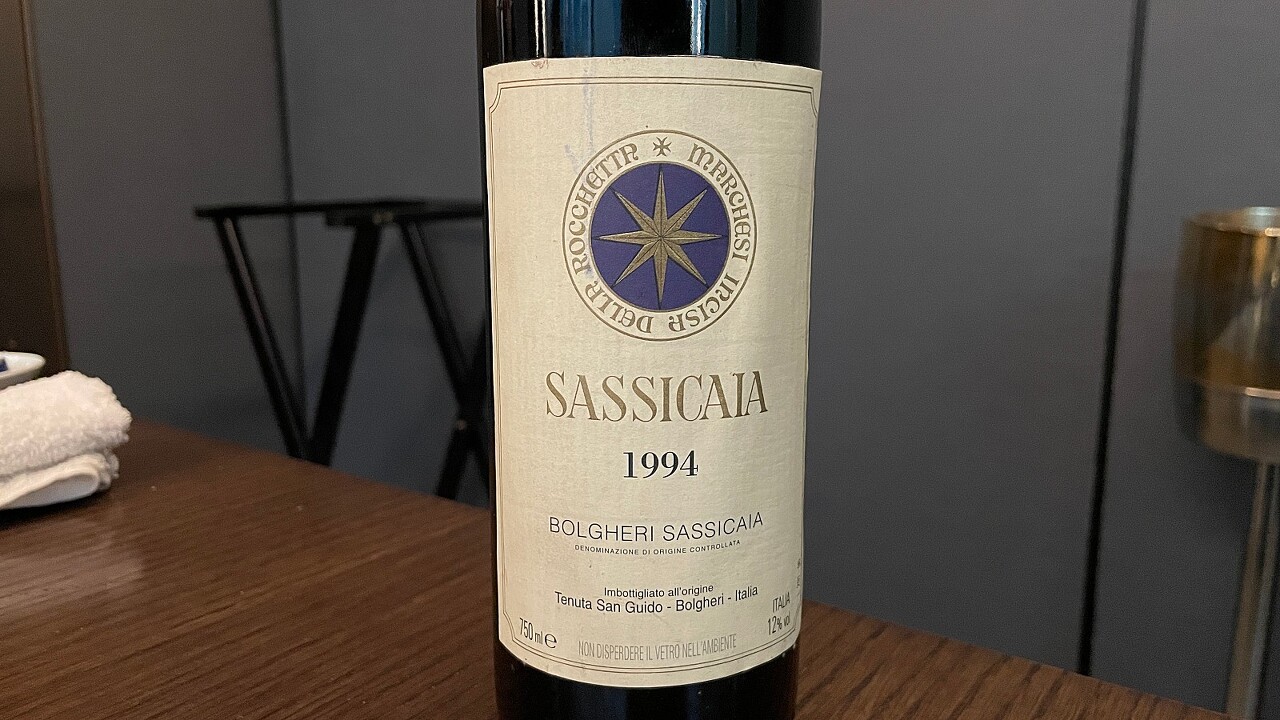 MARCHESI INCISA DELLA ROCCHETTA
SASSICAIA
1994
BOLGHERI SASSICAIA
DENOMINAZIONE DI ORIGINE CONTROLLATA
Imbottigliato all'origine
Tenuta San Guido - Bolgheri - Italia
ITALIA
750 ml e 12% vol
NON DISPERDERE IL VETRO NELL'AMBIENTE